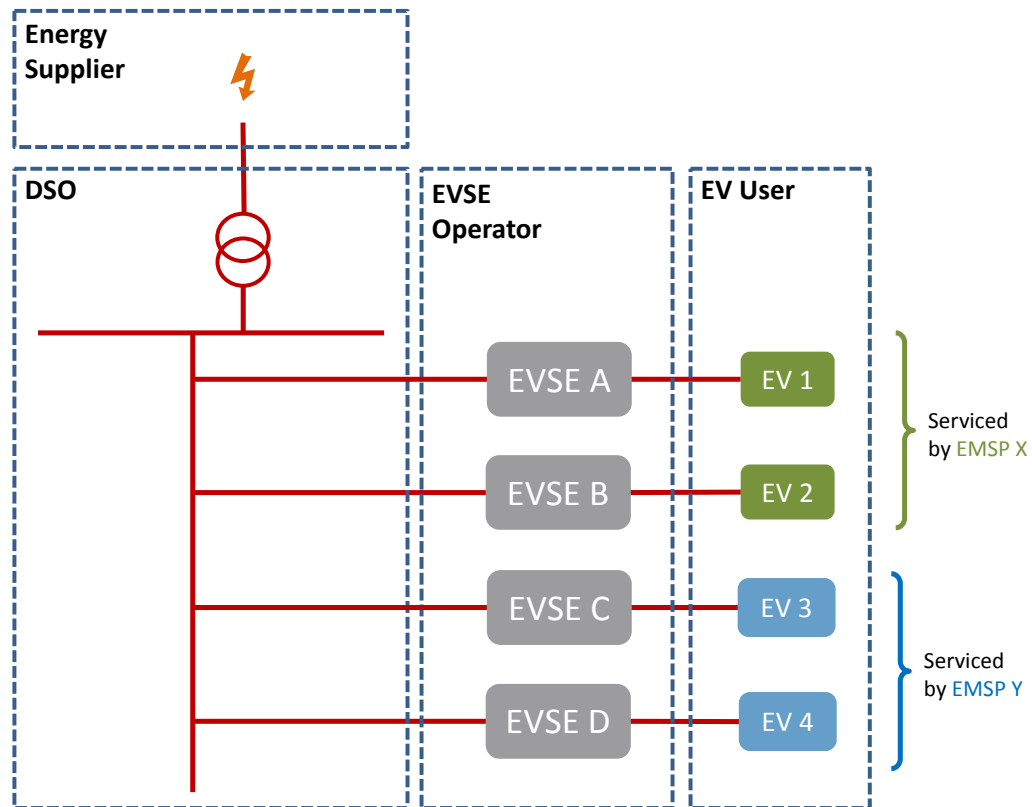 Energy
Supplier
DSO
EVSE
Operator
EV User
EVSE A
EV 1
EVSE B
EV 2
Serviced
by EMSP X
EVSE C
EV 3
EVSE D
EV 4
Serviced
by EMSP Y